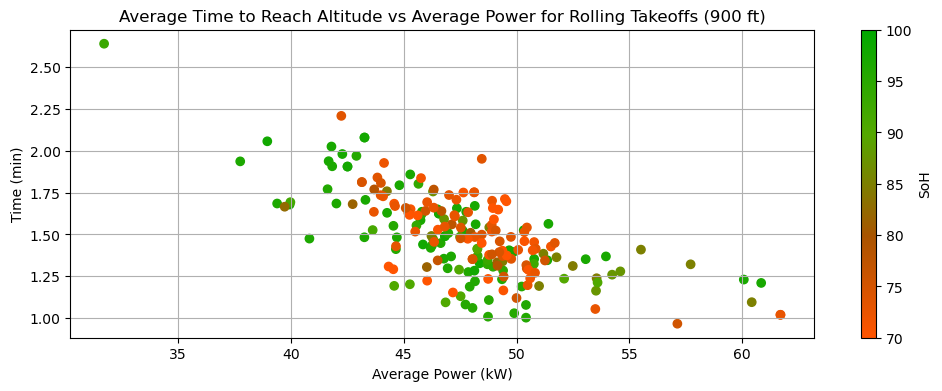 Average Time to Reach Altitude vs Average Power for Rolling Takeoffs (900 ft)
2.50
2.25
2.00
1.75
1.50
1.25
1.00
Time (min)
35 40 45 50 55 60
Average Power (kW)
100
95
90
85
80
75
70
SoH